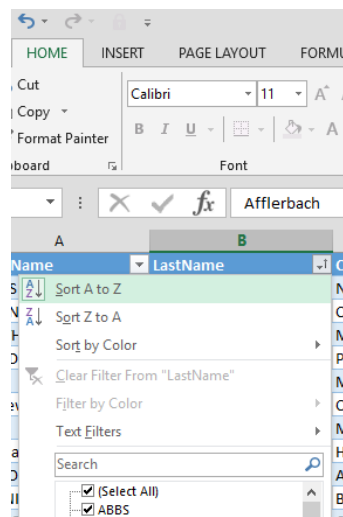 HOME INSERT PAGE LAYOUT FORMU
Cut
Copy
Format Painter
Calibri 11 A
B I U A
board Font
fx Afflerbach
A B
Name LastName
Sort A to Z
Sort Z to A
Sort by Color
Clear Filter From "LastName"
Filter by Color
Text Filters
Search
(Select All)
ABBS